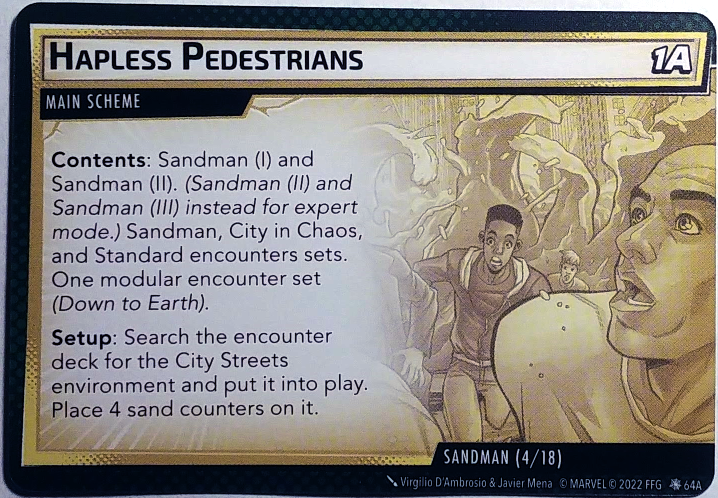 HAPLESS PEDESTRIANS
1A
MAIN SCHEME
Contents: Sandman (I) and
Sandman (II). (Sandman (II) and
Sandman (III) instead for expert
mode.) Sandman, City in Chaos,
and Standard encounters sets.
One modular encounter set
(Down to Earth).
Setup: Search the encounter
deck for the City Streets
environment and put it into play.
Place 4 sand counters on it.
SANDMAN (4/18)
Virgilio D'Ambrosio & Javier Mena © MARVEL © 2022 FFG 64A